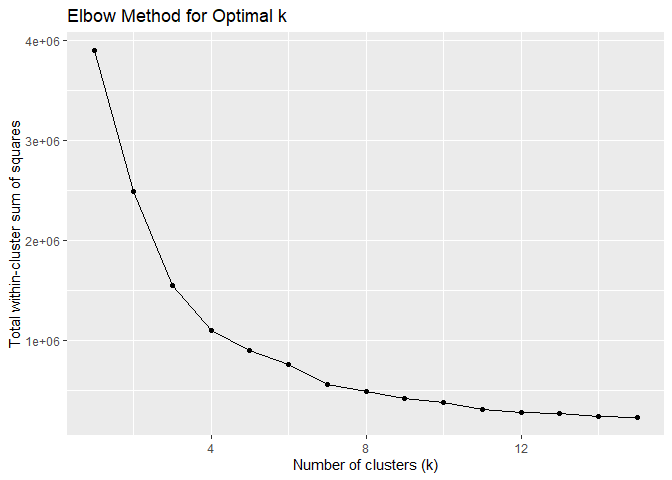 Elbow Method for Optimal k
4e+06
3e+06
2e+06
1e+06
Total within-cluster sum of squares
4
8
12
Number of clusters (k)